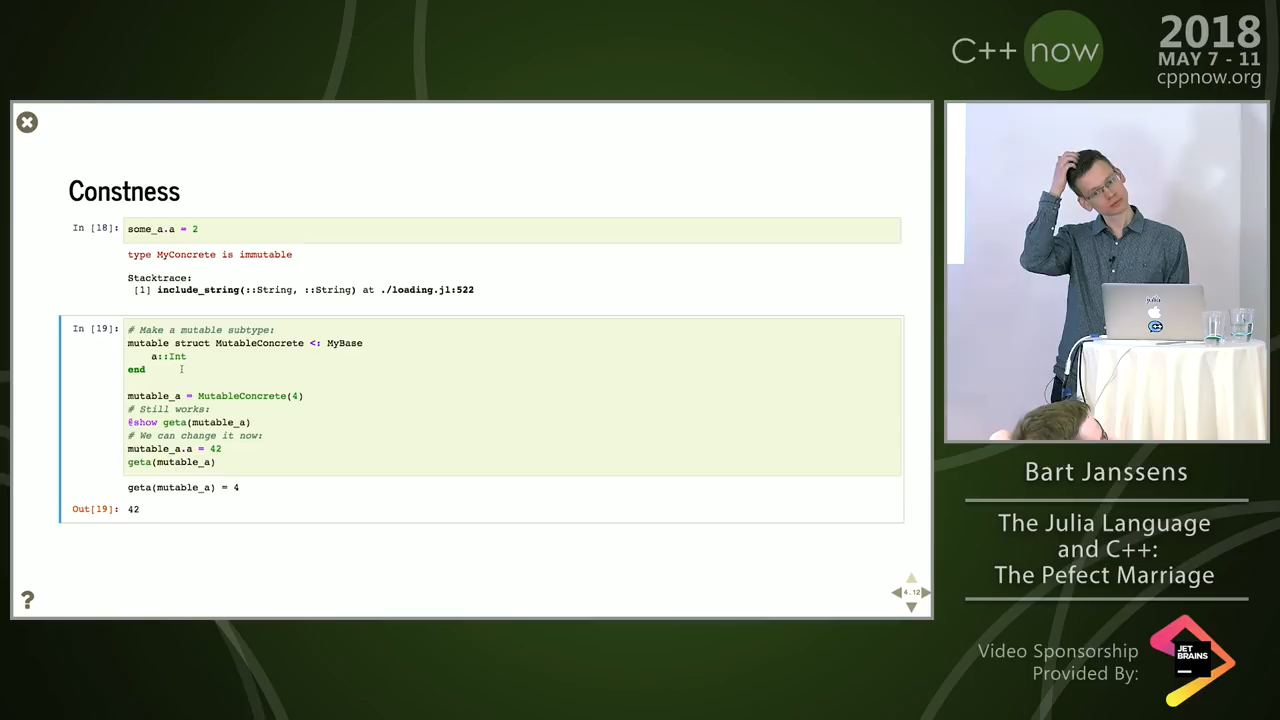 C++ now
2018
MAY 7 - 11
cppnow.org
Constness
In [18]:
some_a.a = 2
type MyConcrete is immutable
Stacktrace:
[1] include_string(::String, ::String) at ./loading.jl:522
In [19]:
# Make a mutable subtype:
mutable struct MutableConcrete <: MyBase
a::Int
end
mutable_a = MutableConcrete(4)
# Still works:
@show geta(mutable_a)
# We can change it now:
mutable_a.a = 42
geta(mutable_a)
geta(mutable_a) = 4
Out[19]: 42
?
4.12
julia
Bart Janssens
The Julia Language
and C++:
The Pefect Marriage
Video Sponsorship
Provided By:
JET
BRAINS